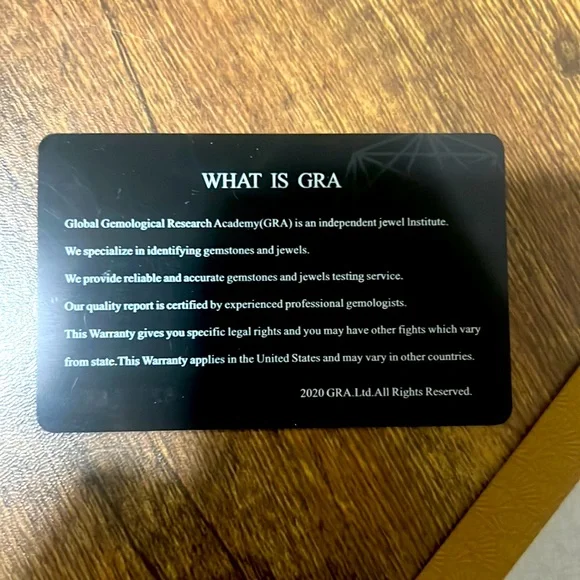 WHAT IS GRA
Global Gemological Research Academy(GRA) is an independent jewel Institute.
We specialize in identifying gemstones and jewels.
We provide reliable and accurate gemstones and jewels testing service.
Our quality report is certified by experienced professional gemologists.
This Warranty gives you specific legal rights and you may have other fights which vary
from state.This Warranty applies in the United States and may vary in other countries.
2020 GRA.Ltd.All Rights Reserved.